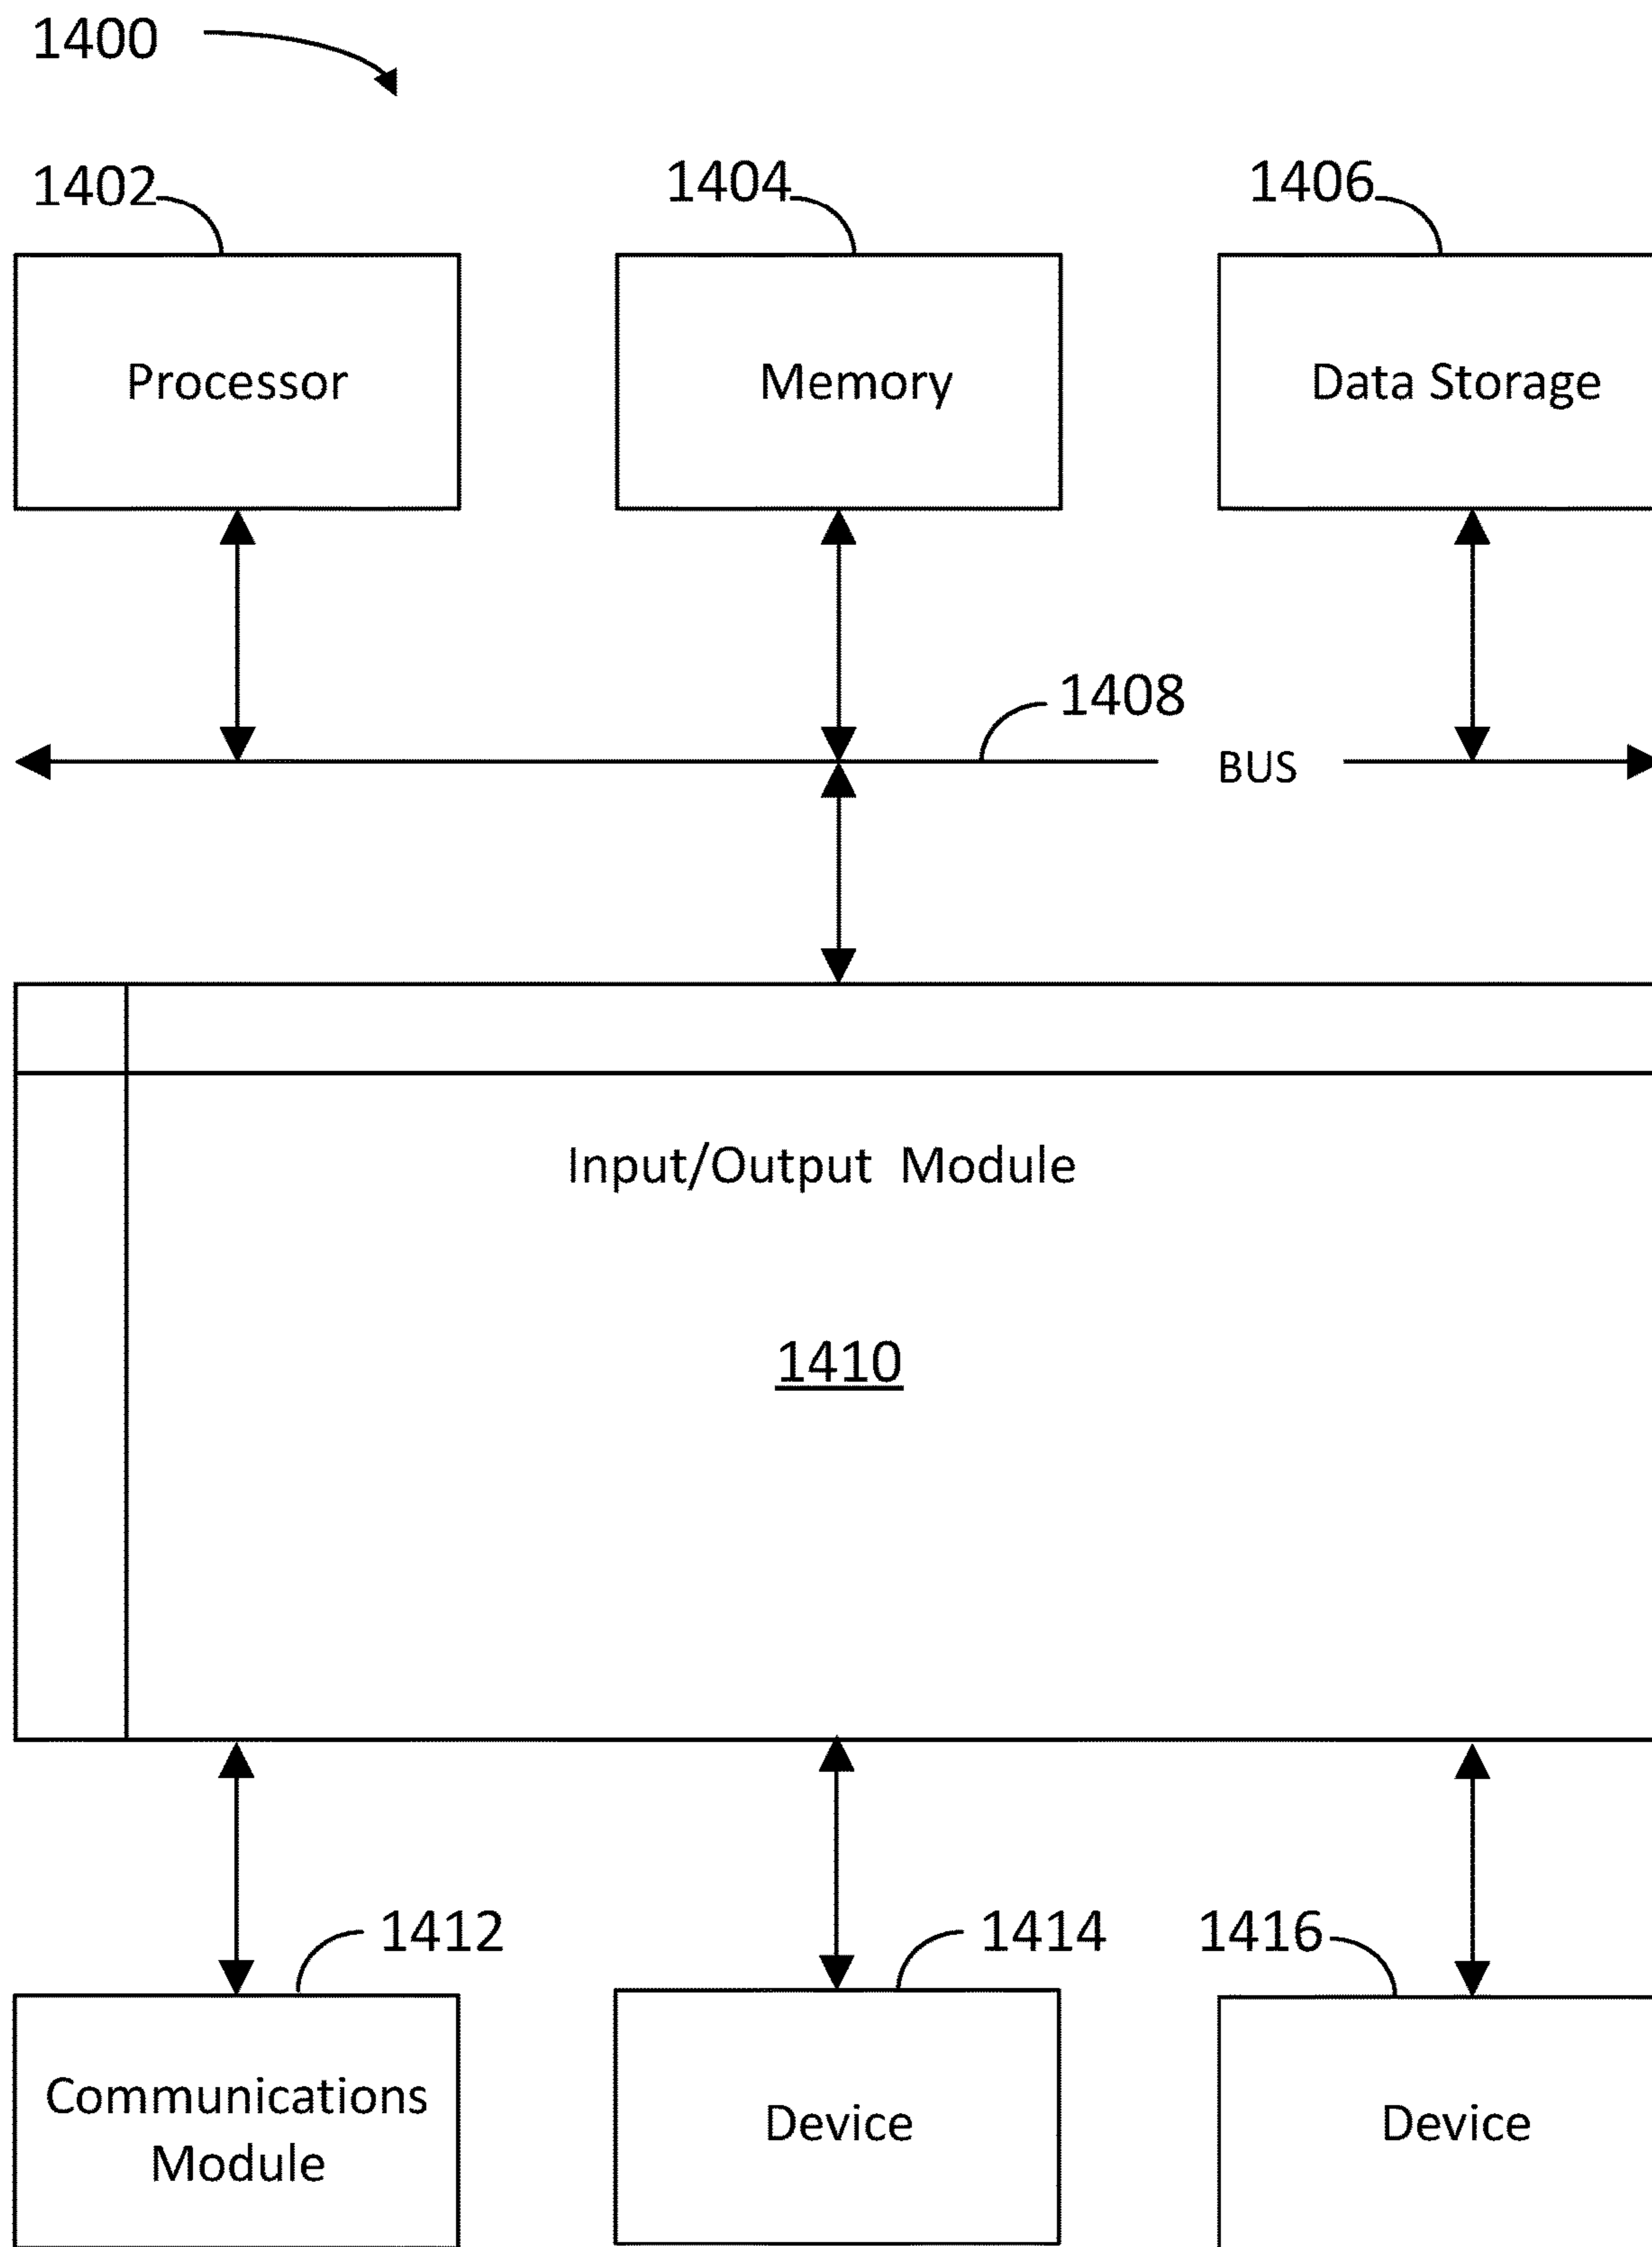 1400
1402
1404
1406
Processor
Memory
Data Storage
1408
BUS
Input/Output Module
1410
1412
1414
1416
Communications
Module
Device
Device